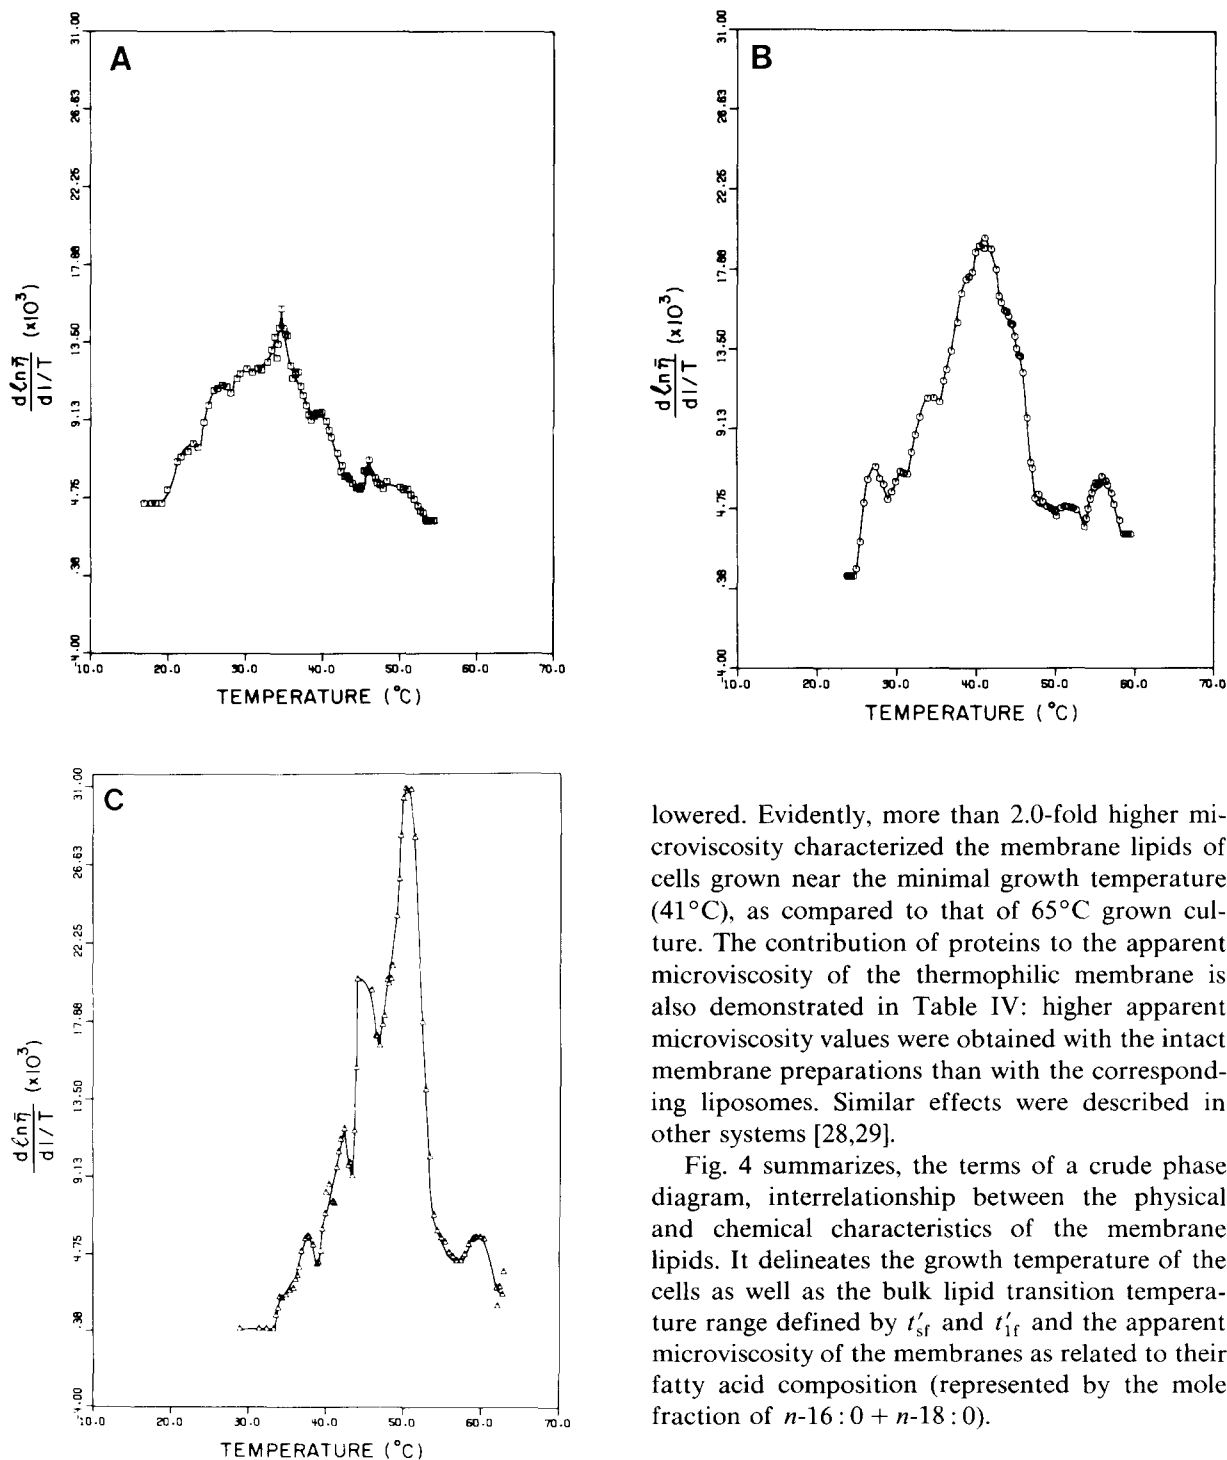 A
31.00
26.63
22.25
17.88
13.50
9.13
4.75
.38
4.00
10.0 20.0 30.0 40.0 50.0 60.0 70.0
d ℓn η̄
d 1/T (x10³)
TEMPERATURE (°C)
B
31.00
26.63
22.25
17.88
13.50
9.13
4.75
.38
4.00
10.0 20.0 30.0 40.0 50.0 60.0 70.0
d ℓn η̄
d 1/T (x10³)
TEMPERATURE (°C)
C
31.00
26.63
22.25
17.88
13.50
9.13
4.75
.38
4.00
10.0 20.0 30.0 40.0 50.0 60.0 70.0
d ℓn η̄
d 1/T (x10³)
TEMPERATURE (°C)
lowered. Evidently, more than 2.0-fold higher mi-
croviscosity characterized the membrane lipids of
cells grown near the minimal growth temperature
(41°C), as compared to that of 65°C grown cul-
ture. The contribution of proteins to the apparent
microviscosity of the thermophilic membrane is
also demonstrated in Table IV: higher apparent
microviscosity values were obtained with the intact
membrane preparations than with the correspond-
ing liposomes. Similar effects were described in
other systems [28,29].
Fig. 4 summarizes, the terms of a crude phase
diagram, interrelationship between the physical
and chemical characteristics of the membrane
lipids. It delineates the growth temperature of the
cells as well as the bulk lipid transition tempera-
ture range defined by t′sf and t′1f and the apparent
microviscosity of the membranes as related to their
fatty acid composition (represented by the mole
fraction of n-16 : 0 + n-18 : 0).